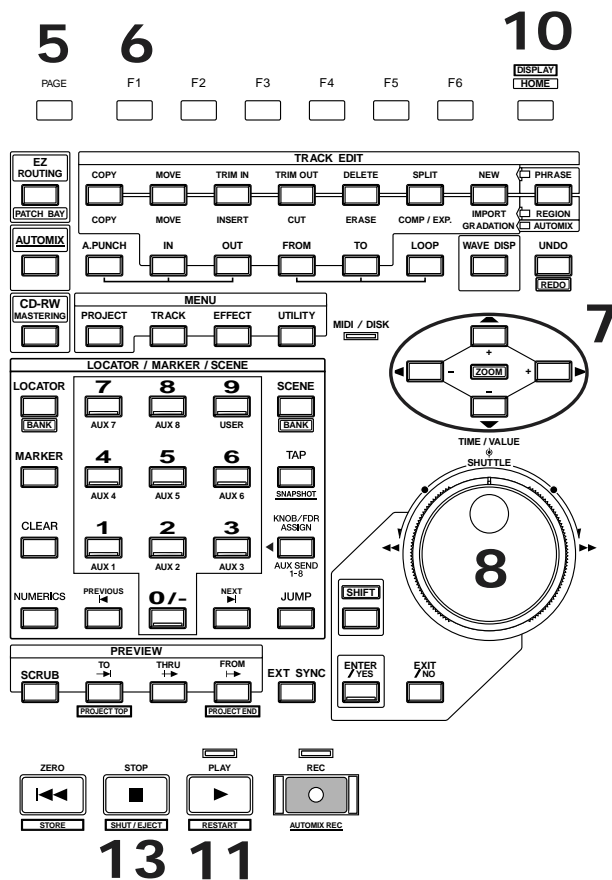 5 6 10
DISPLAY
PAGE F1 F2 F3 F4 F5 F6 HOME
EZ
ROUTING
PATCH BAY
TRACK EDIT
COPY MOVE TRIM IN TRIM OUT DELETE SPLIT NEW PHRASE
COPY MOVE INSERT CUT ERASE COMP / EXP. IMPORT REGION
GRADATION AUTOMIX
AUTOMIX
A.PUNCH IN OUT FROM TO LOOP WAVE DISP UNDO
REDO
CD-RW
MASTERING
MENU
PROJECT TRACK EFFECT UTILITY
MIDI / DISK
7
+
- ZOOM +
-
LOCATOR / MARKER / SCENE
LOCATOR 7 8 9 SCENE
BANK AUX 7 AUX 8 USER BANK
MARKER 4 5 6 TAP
AUX 4 AUX 5 AUX 6 SNAPSHOT
CLEAR 1 2 3 KNOB/FDR
ASSIGN
AUX 1 AUX 2 AUX 3 AUX SEND
1-8
NUMERICS PREVIOUS 0/- NEXT JUMP
TIME / VALUE
SHUTTLE
8
SHIFT
ENTER
/YES
EXIT
/NO
PREVIEW
SCRUB TO THRU FROM EXT SYNC
PROJECT TOP PROJECT END
ZERO STOP PLAY REC
STORE SHUT / EJECT RESTART AUTOMIX REC
13 11